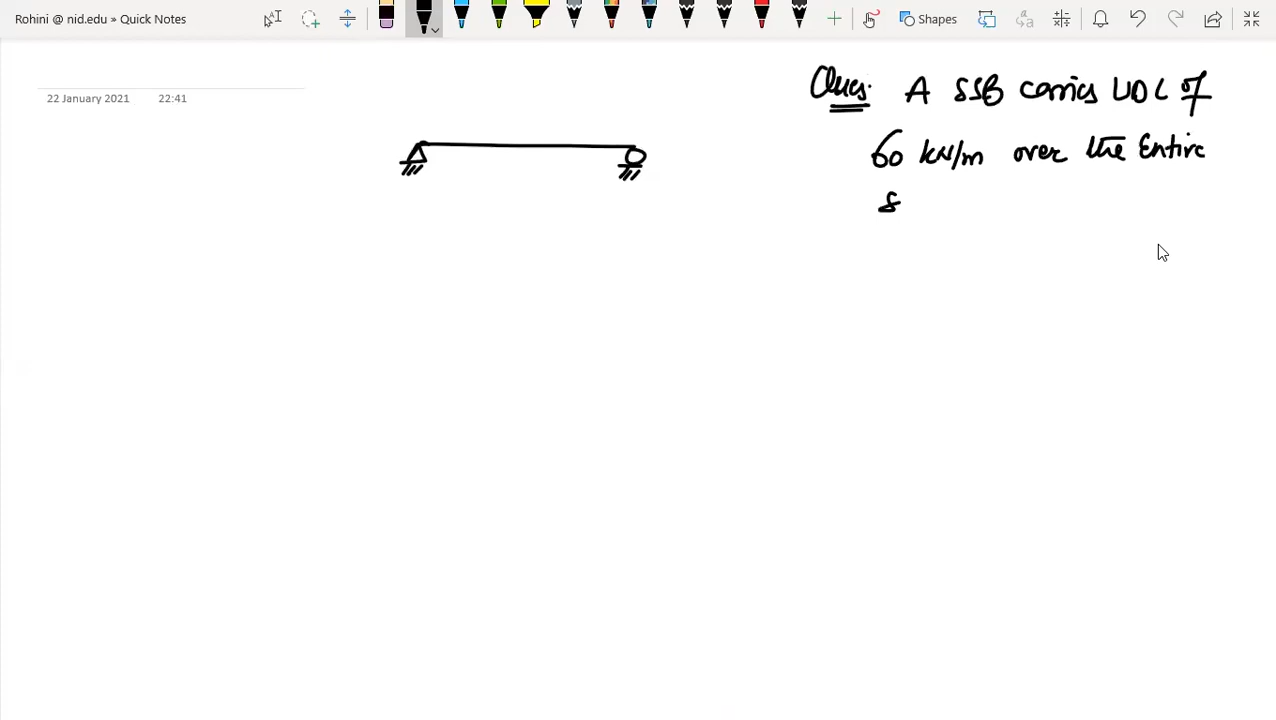 Rohini @ nid.edu » Quick Notes
Shapes
22 January 2021 22:41
Ques. A SSB carries UDL of
60 kN/m over the Entire
s